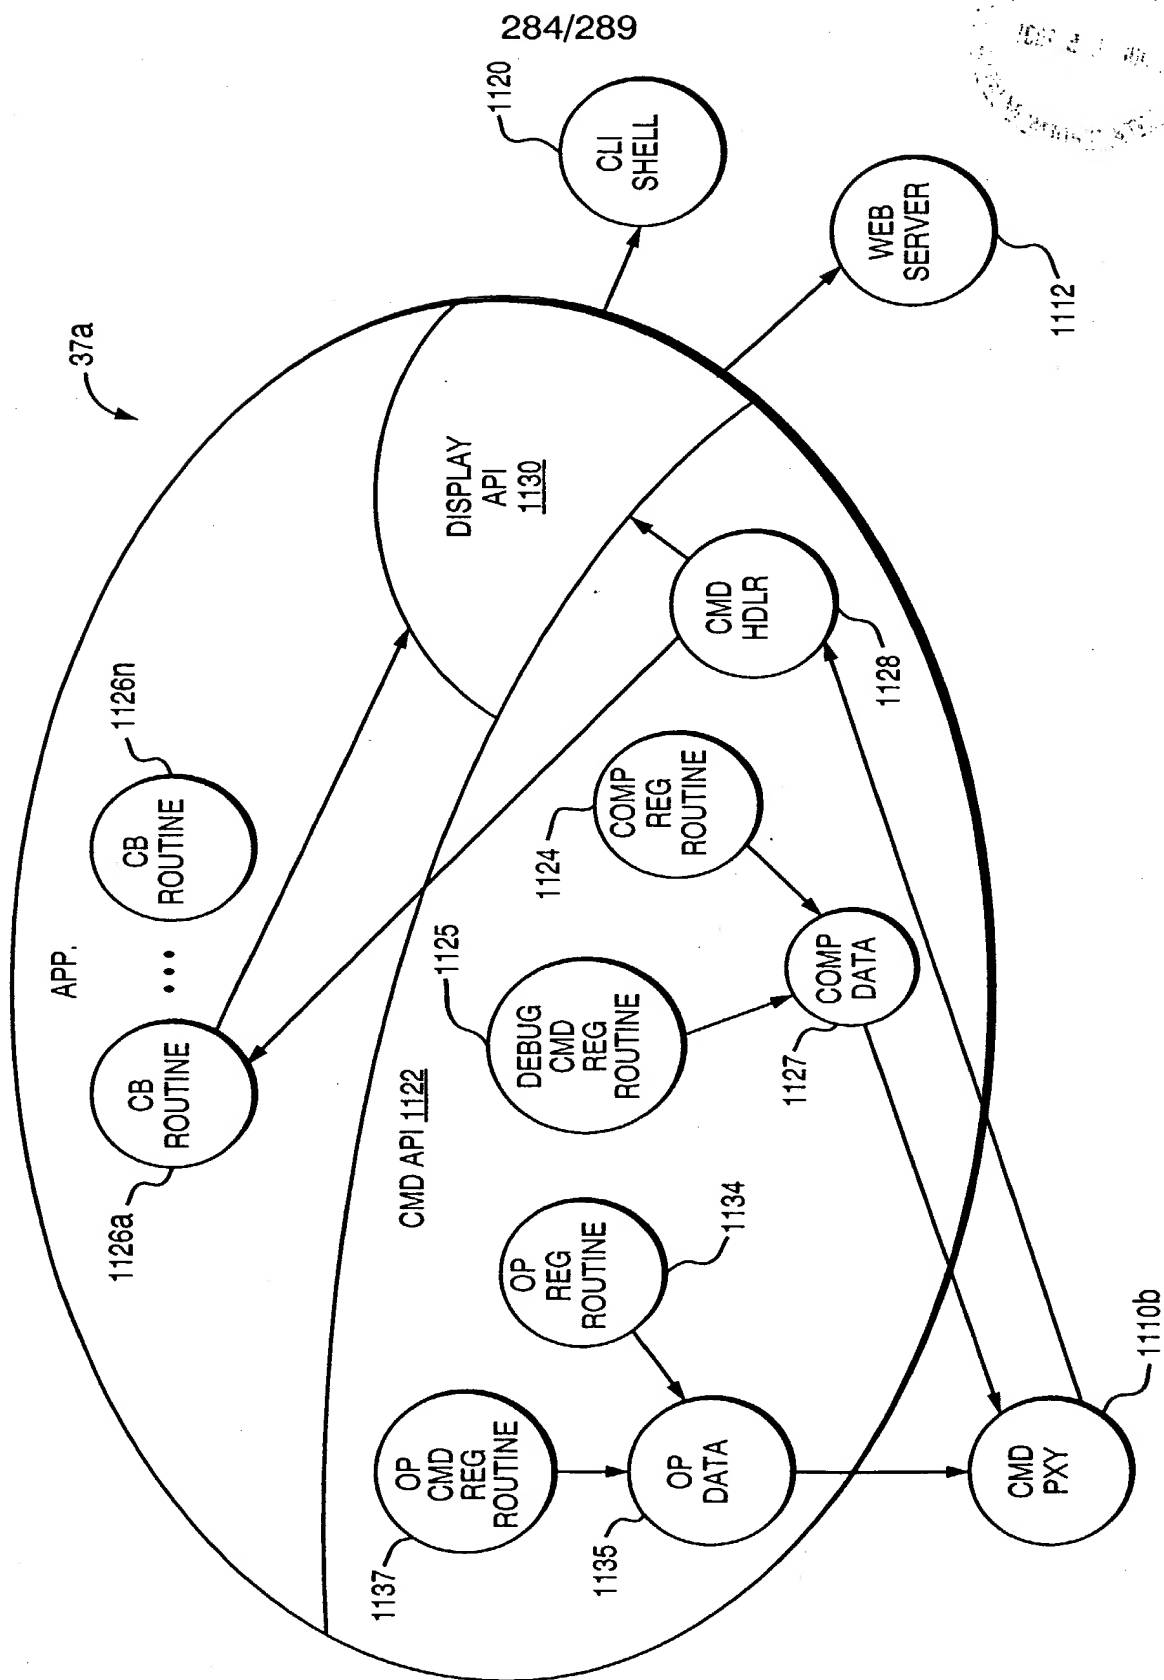 284/289
37a
APP.
1126a
CB
ROUTINE
...
CB
ROUTINE
1126n
DISPLAY
API
1130
CLI
SHELL
1120
WEB
SERVER
1112
CMD API 1122
1137
OP
CMD
REG
ROUTINE
OP
REG
ROUTINE
1134
OP
DATA
1135
DEBUG
CMD
REG
ROUTINE
1125
COMP
REG
ROUTINE
1124
COMP
DATA
1127
CMD
HDLR
1128
CMD
PXY
1110b